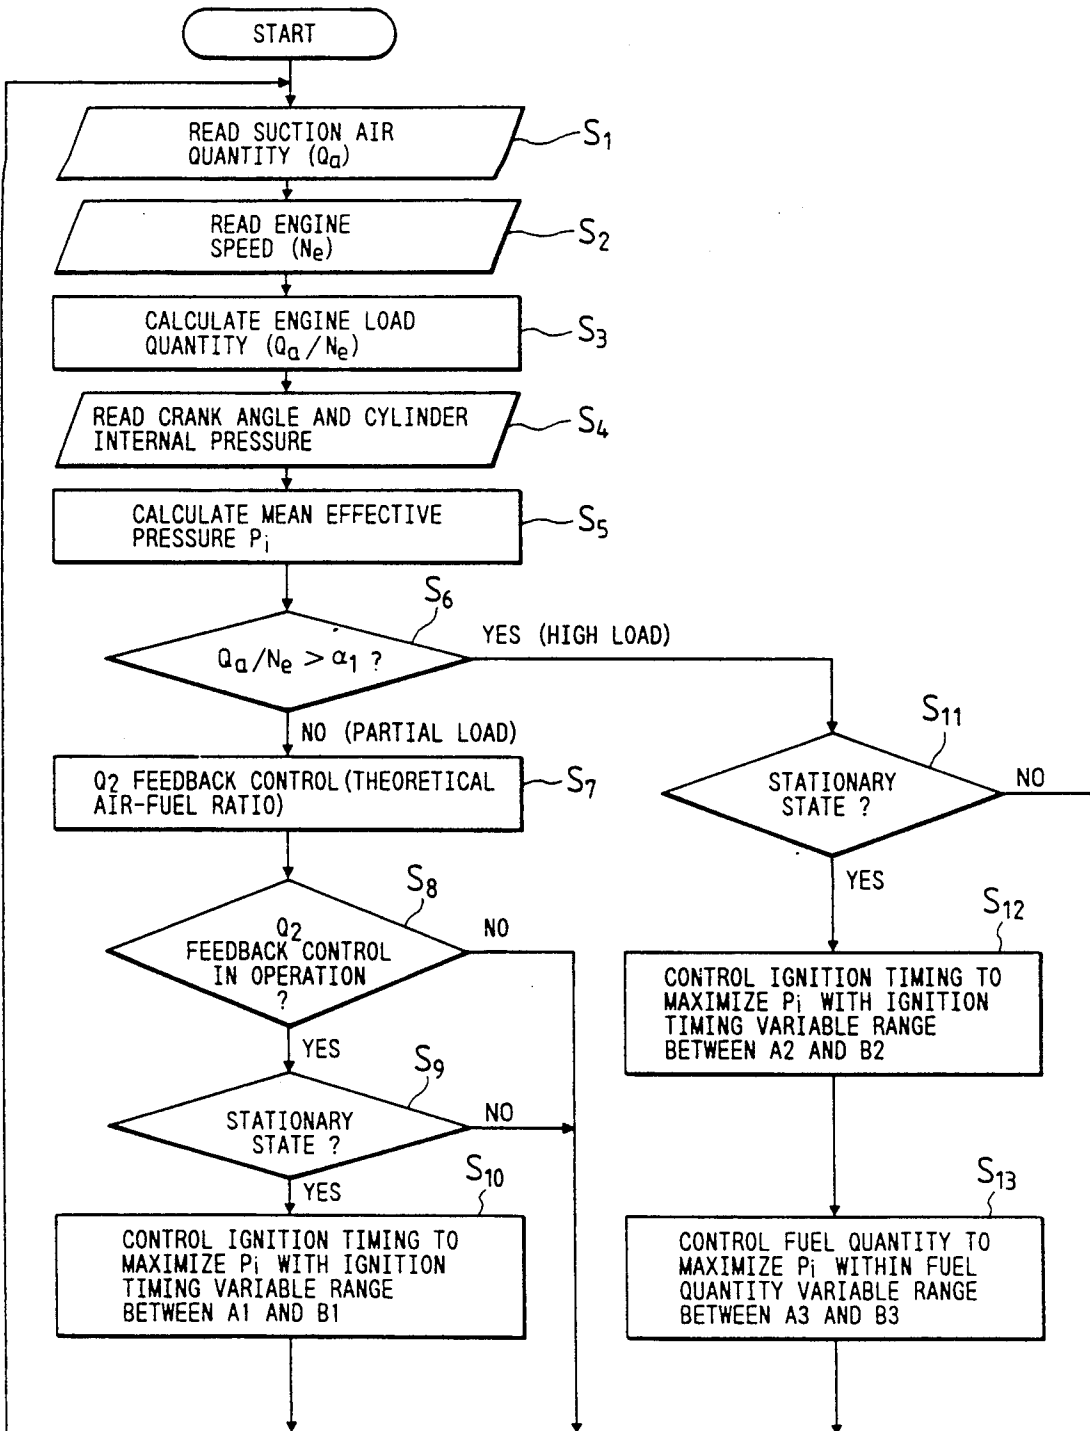 START
READ SUCTION AIR
QUANTITY (Qa)
S1
READ ENGINE
SPEED (Ne)
S2
CALCULATE ENGINE LOAD
QUANTITY (Qa/Ne)
S3
READ CRANK ANGLE AND CYLINDER
INTERNAL PRESSURE
S4
CALCULATE MEAN EFFECTIVE
PRESSURE Pi
S5
S6
Qa/Ne > α1 ?
YES (HIGH LOAD)
NO (PARTIAL LOAD)
Q2 FEEDBACK CONTROL (THEORETICAL
AIR-FUEL RATIO)
S7
S8
Q2
FEEDBACK CONTROL
IN OPERATION
?
NO
YES
S9
STATIONARY
STATE ?
NO
YES
S10
CONTROL IGNITION TIMING TO
MAXIMIZE Pi WITH IGNITION
TIMING VARIABLE RANGE
BETWEEN A1 AND B1
S11
STATIONARY
STATE ?
NO
YES
S12
CONTROL IGNITION TIMING TO
MAXIMIZE Pi WITH IGNITION
TIMING VARIABLE RANGE
BETWEEN A2 AND B2
S13
CONTROL FUEL QUANTITY TO
MAXIMIZE Pi WITHIN FUEL
QUANTITY VARIABLE RANGE
BETWEEN A3 AND B3